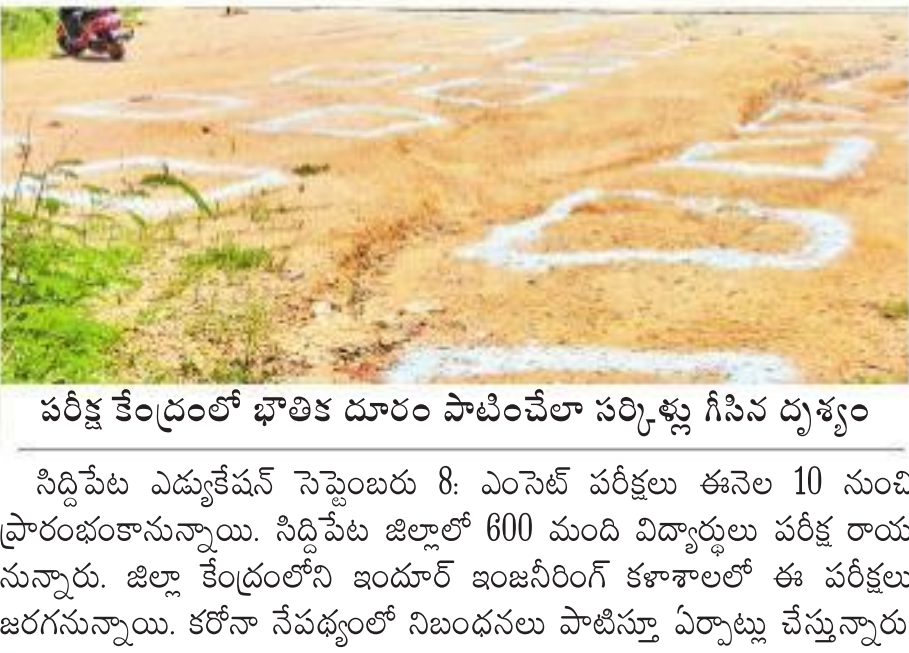 పరీక్ష కేంద్రంలో భౌతిక దూరం పాటించేలా సర్కిళ్లు గీసిన దృశ్యం
సిద్దిపేట ఎడ్యుకేషన్ సెప్టెంబరు 8: ఎంసెట్ పరీక్షలు ఈనెల 10 నుంచి
ప్రారంభంకానున్నాయి. సిద్దిపేట జిల్లాలో 600 మంది విద్యార్థులు పరీక్ష రాయ
నున్నారు. జిల్లా కేంద్రంలోని ఇందూర్ ఇంజనీరింగ్ కళాశాలలో ఈ పరీక్షలు
జరగనున్నాయి. కరోనా నేపథ్యంలో నిబంధనలు పాటిస్తూ ఏర్పాట్లు చేస్తున్నారు